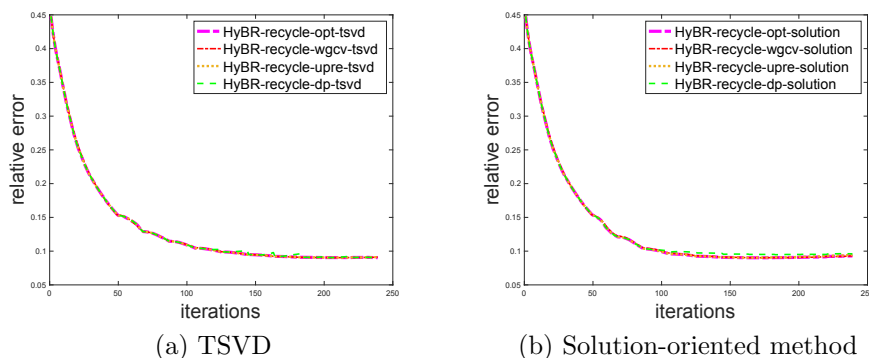 0.45
0.4
0.35
0.3
0.25
0.2
0.15
0.1
0.05
relative error
HyBR-recycle-opt-tsvd
HyBR-recycle-wgcv-tsvd
HyBR-recycle-upre-tsvd
HyBR-recycle-dp-tsvd
0 50 100 150 200 250
iterations
(a) TSVD
0.45
0.4
0.35
0.3
0.25
0.2
0.15
0.1
0.05
relative error
HyBR-recycle-opt-solution
HyBR-recycle-wgcv-solution
HyBR-recycle-upre-solution
HyBR-recycle-dp-solution
0 50 100 150 200 250
iterations
(b) Solution-oriented method